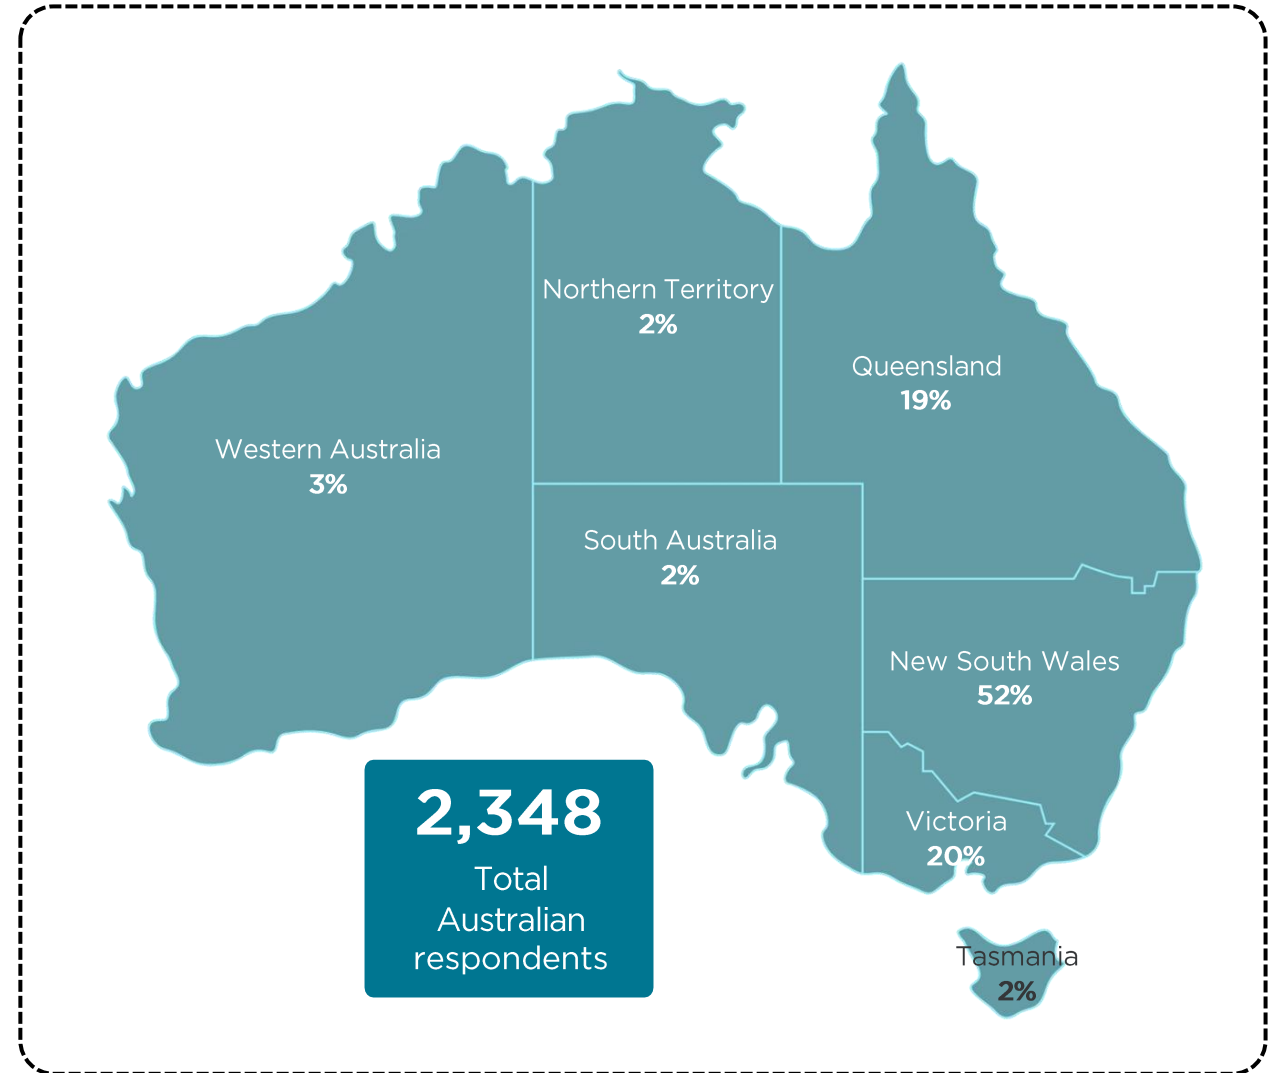 Northern Territory
2%
Queensland
19%
Western Australia
3%
South Australia
2%
New South Wales
52%
Victoria
20%
2,348
Total
Australian
respondents
Tasmania
2%